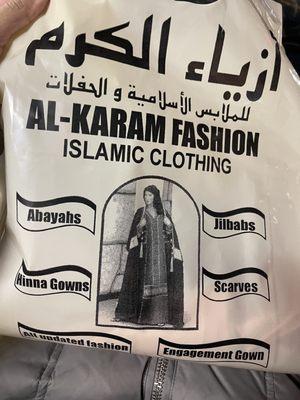 ازياء الكرم
للملابس الأسلامية و الحفلات
AL-KARAM FASHION
ISLAMIC CLOTHING
Abayahs
Jilbabs
Hinna Gowns
Scarves
All updated fashion
Engagement Gown